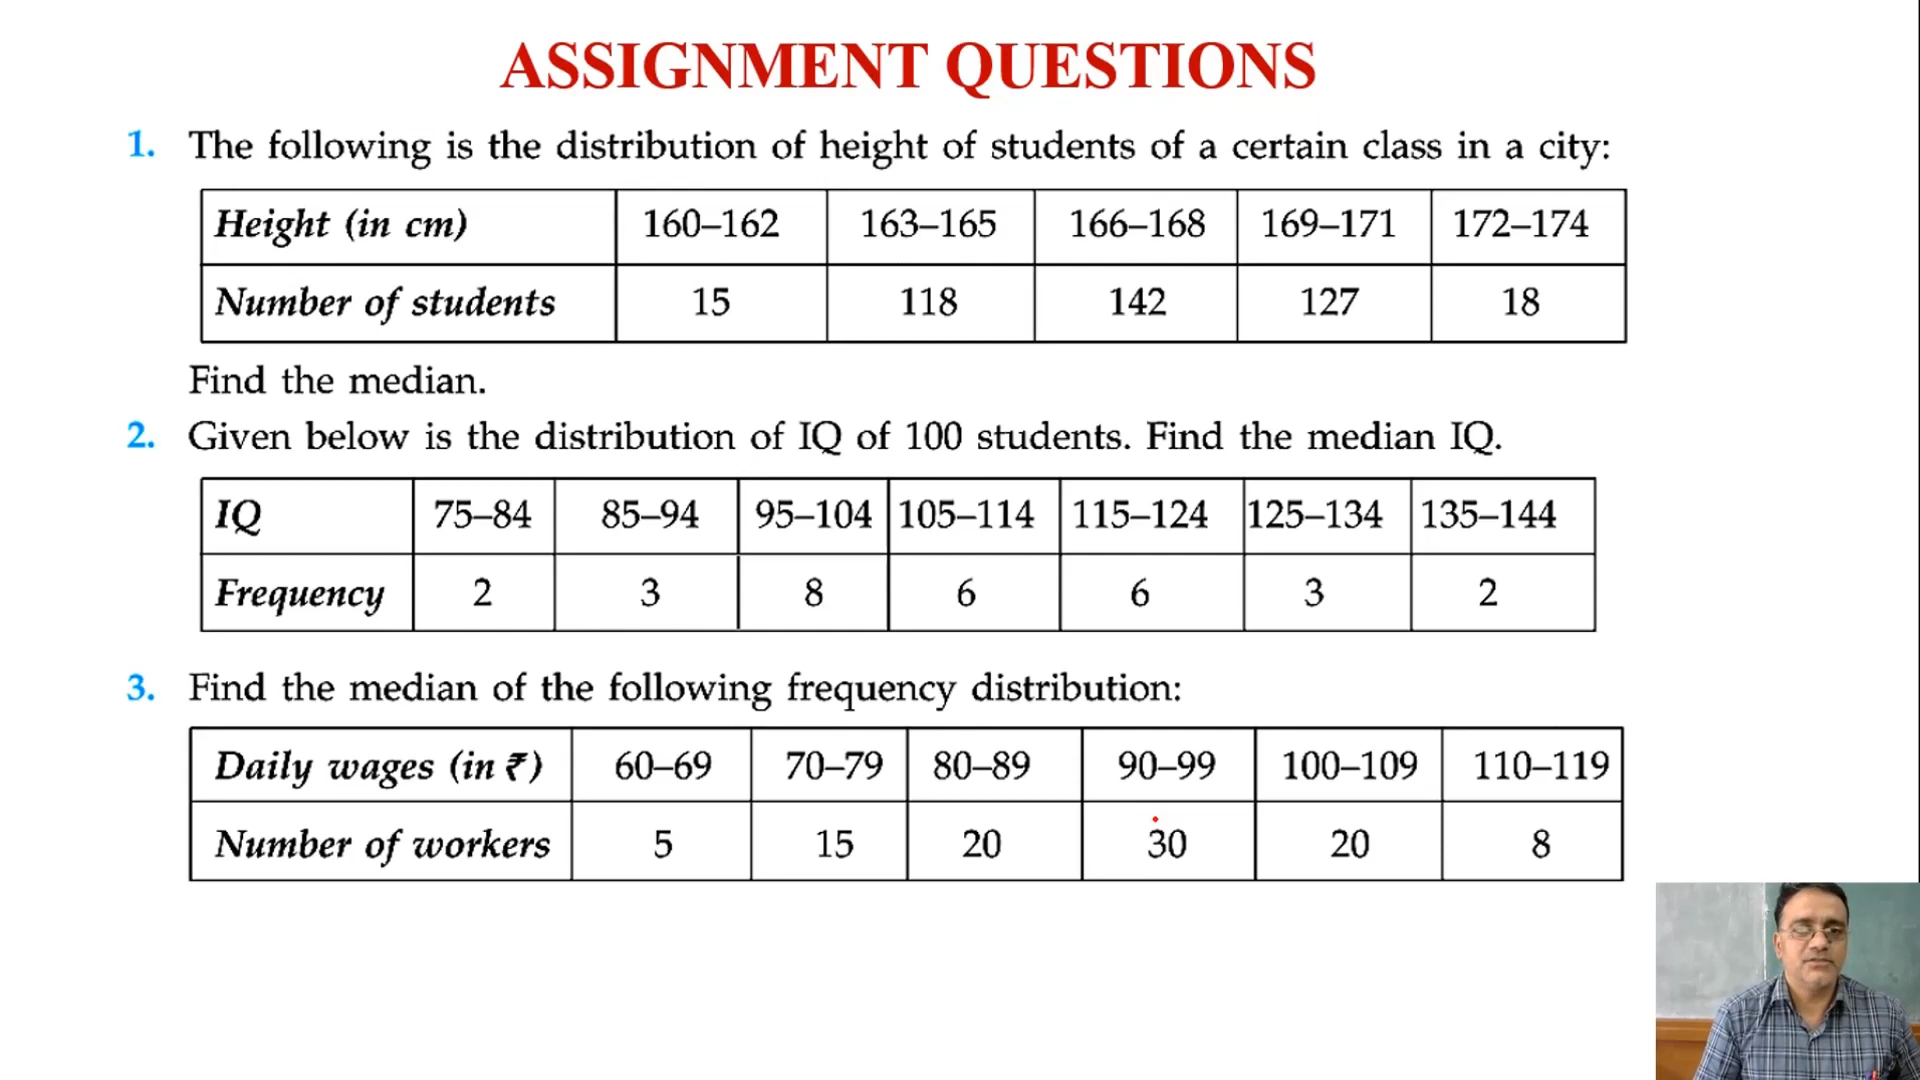 ASSIGNMENT QUESTIONS
1. The following is the distribution of height of students of a certain class in a city:
Height (in cm) 160–162 163–165 166–168 169–171 172–174
Number of students 15 118 142 127 18
Find the median.
2. Given below is the distribution of IQ of 100 students. Find the median IQ.
IQ 75–84 85–94 95–104 105–114 115–124 125–134 135–144
Frequency 2 3 8 6 6 3 2
3. Find the median of the following frequency distribution:
Daily wages (in ₹) 60–69 70–79 80–89 90–99 100–109 110–119
Number of workers 5 15 20 30 20 8